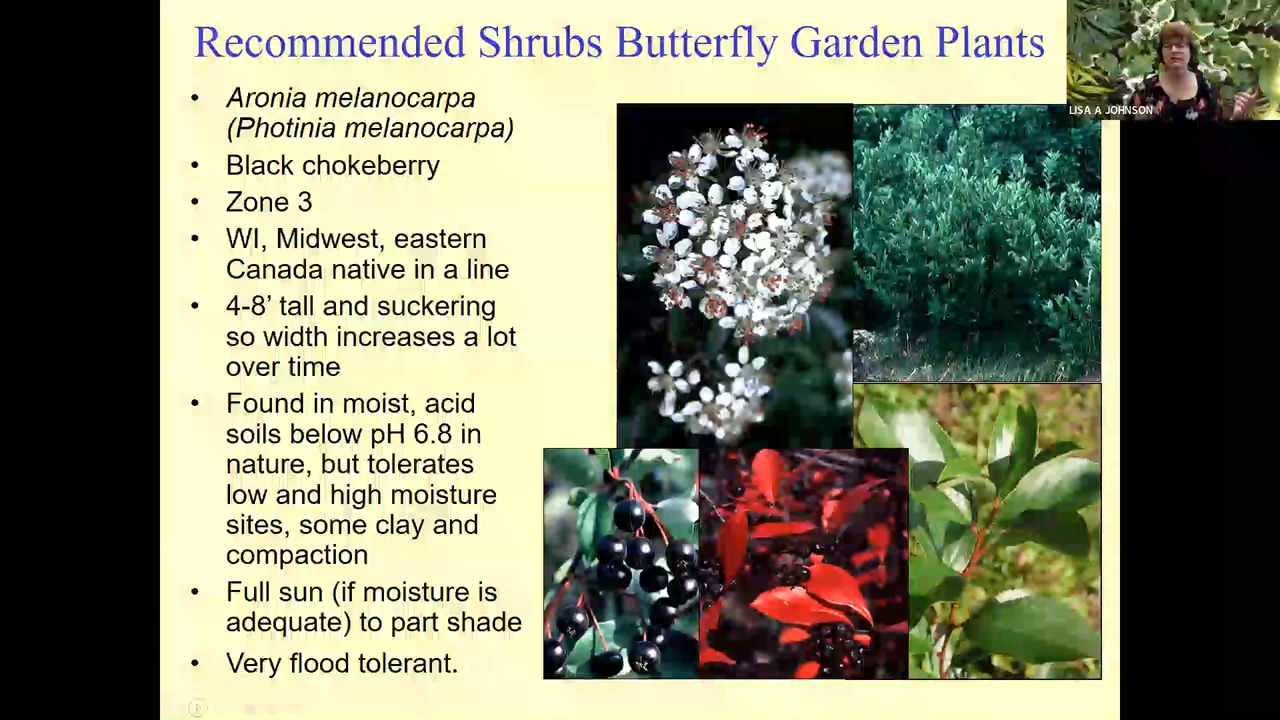 Recommended Shrubs Butterfly Garden Plants
LISA A JOHNSON
• Aronia melanocarpa
(Photinia melanocarpa)
• Black chokeberry
• Zone 3
• WI, Midwest, eastern
Canada native in a line
• 4-8’ tall and suckering
so width increases a lot
over time
• Found in moist, acid
soils below pH 6.8 in
nature, but tolerates
low and high moisture
sites, some clay and
compaction
• Full sun (if moisture is
adequate) to part shade
• Very flood tolerant.